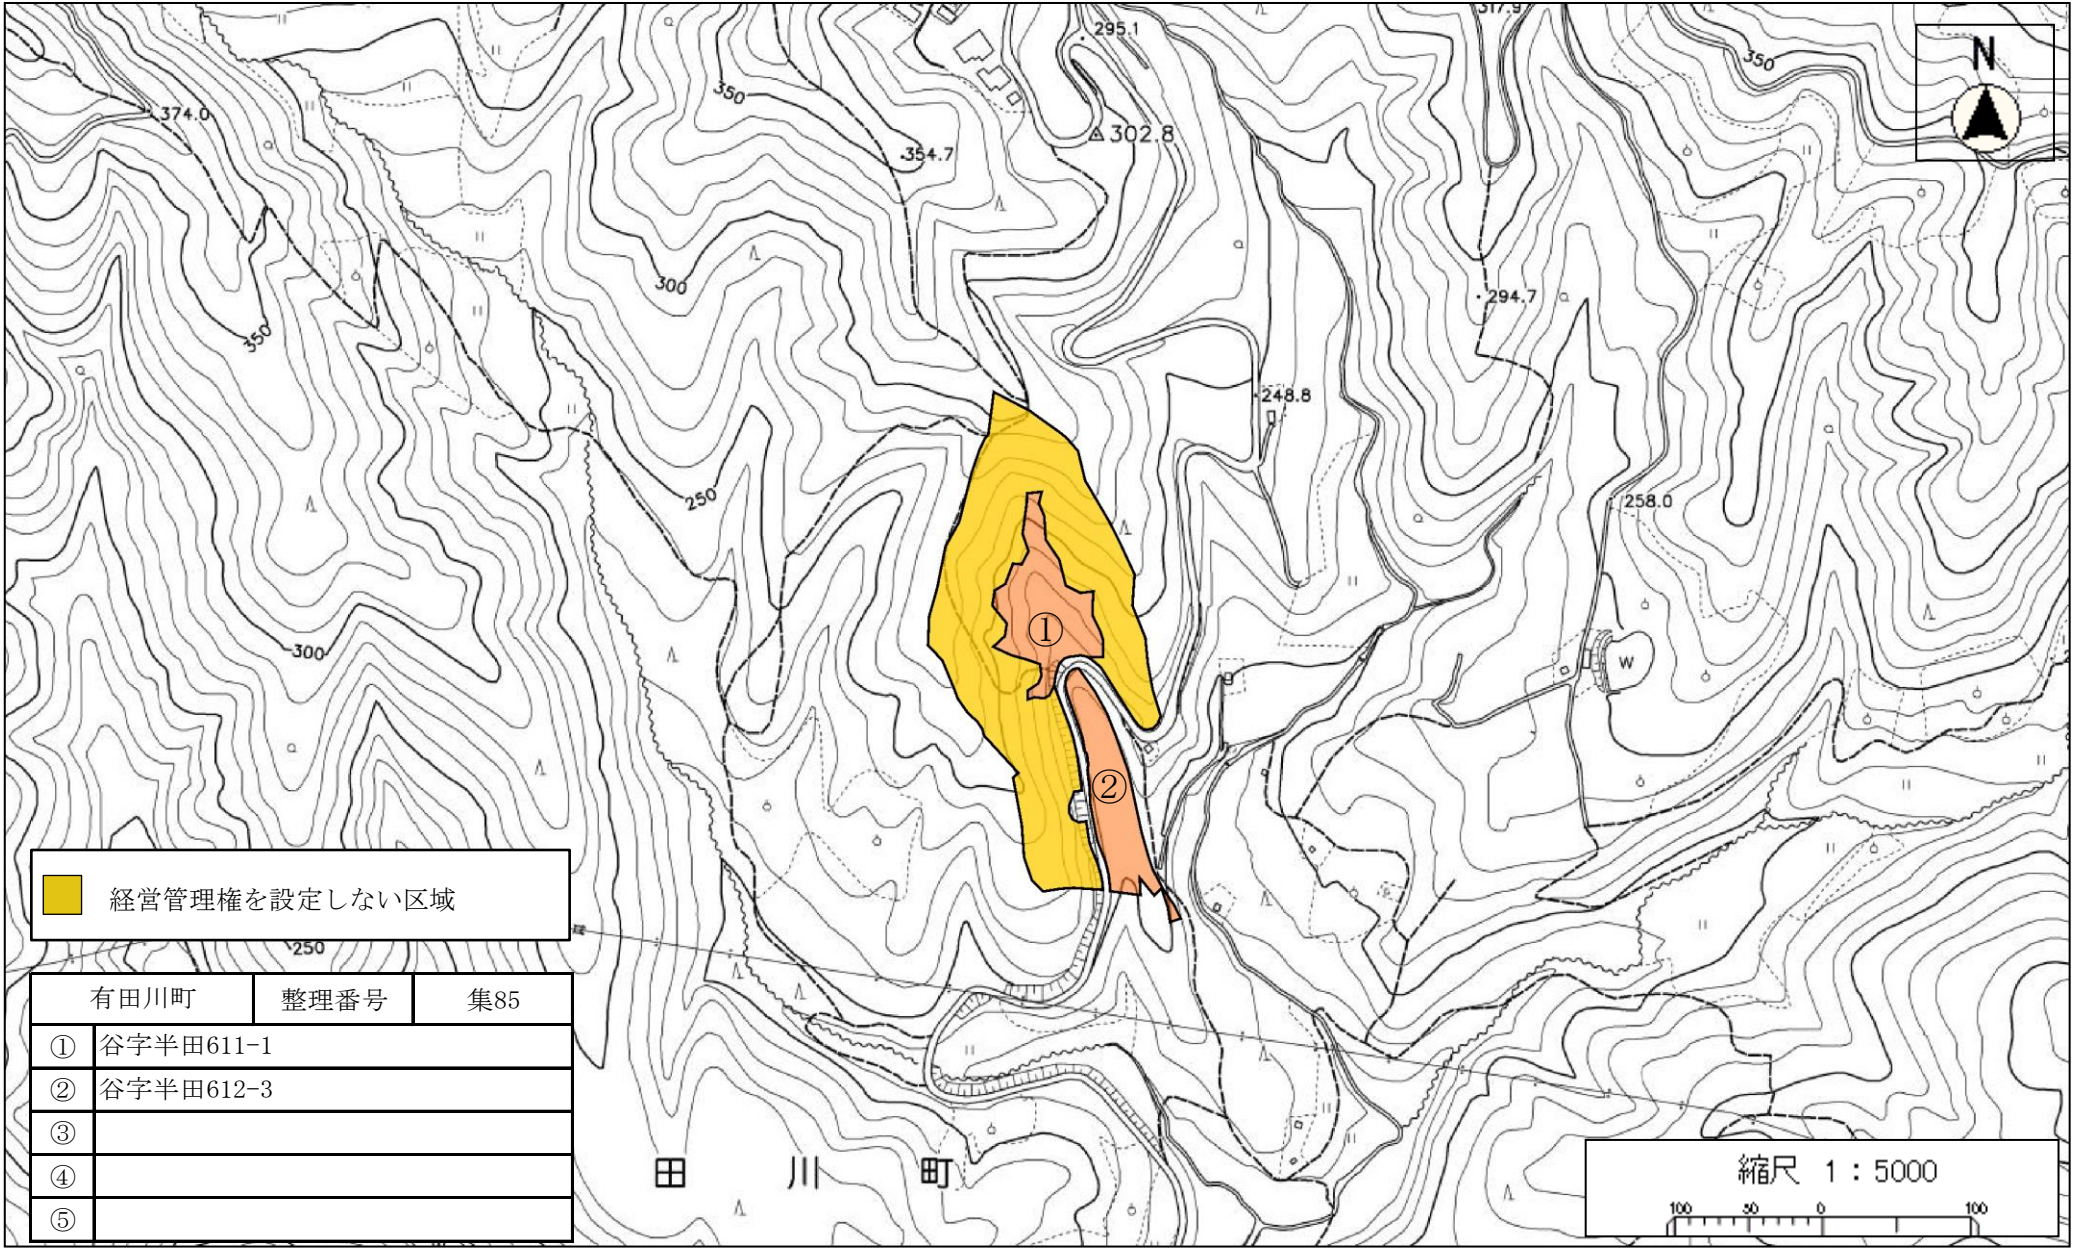 317.9
295.1
N
350
350
374.0
302.8
354.7
300
294.7
350
248.8
250
258.0
①
300
W
②
経営管理権を設定しない区域
250
有田川町 整理番号 集85
① 谷字半田611-1
② 谷字半田612-3
③
④
⑤
田 川 町
縮尺 1：5000
100 50 0 100